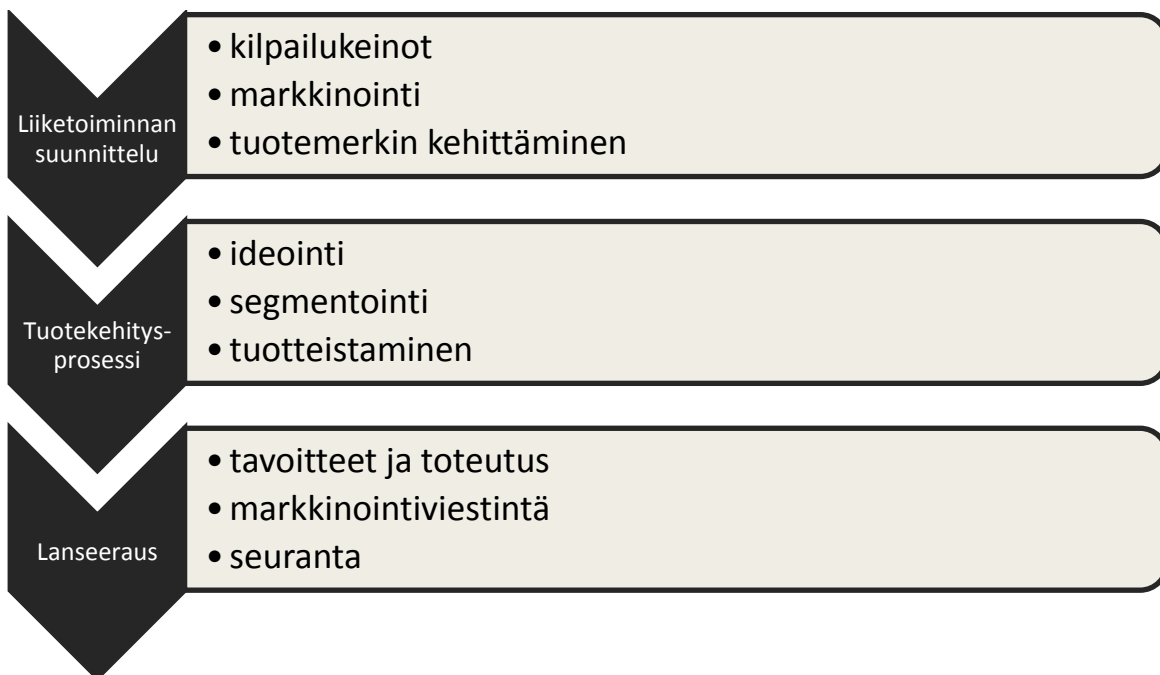 Liiketoiminnan
suunnittelu
• kilpailukeinot
• markkinointi
• tuotemerkin kehittäminen
Tuotekehitys-
prosessi
• ideointi
• segmentointi
• tuotteistaminen
Lanseeraus
• tavoitteet ja toteutus
• markkinointiviestintä
• seuranta